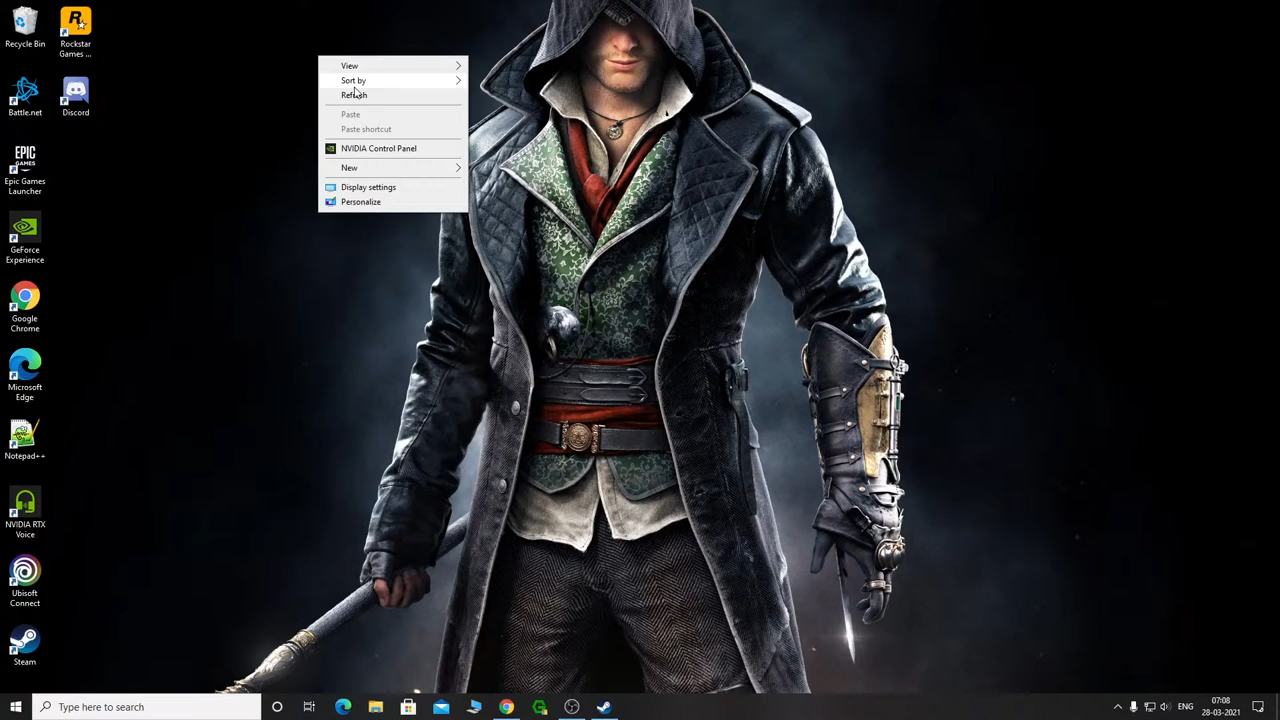 Recycle Bin
Rockstar
Games ...
Battle.net
Discord
EPIC
GAMES
Epic Games
Launcher
GeForce
Experience
Google
Chrome
Microsoft
Edge
Notepad++
NVIDIA RTX
Voice
Ubisoft
Connect
Steam
View
Sort by
Refresh
Paste
Paste shortcut
NVIDIA Control Panel
New
Display settings
Personalize
Type here to search
ENG
07:08
28-03-2021